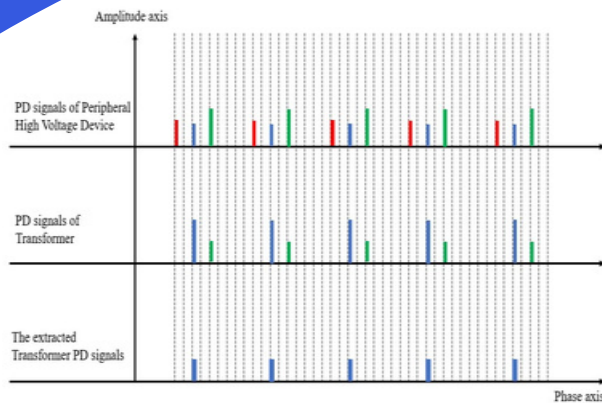 Amplitude axis
PD signals of Peripheral
High Voltage Device
PD signals of
Transformer
The extracted
Transformer PD signals
Phase axis